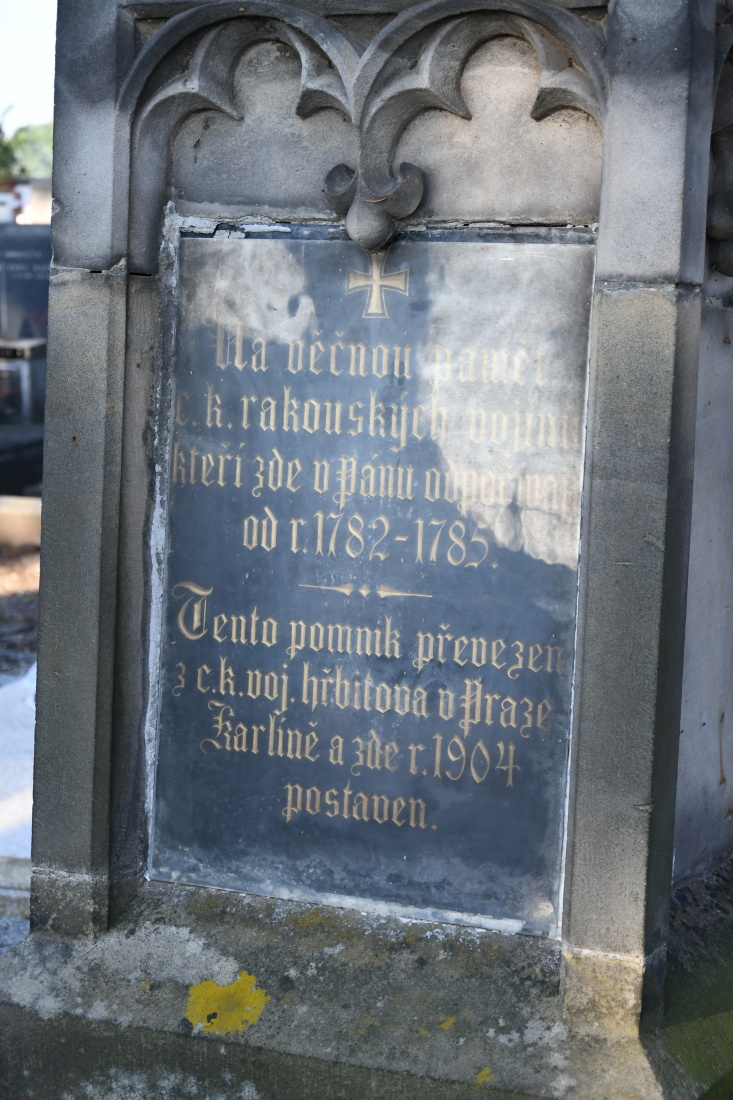 Na věčnou paměť
c. k. rakouských vojínů
kteří zde v Pánu odpočívají
od r. 1782-1785.
Tento pomník převezen
z c.k. voj. hřbitova v Praze-
Karlíně a zde r. 1904
postaven.